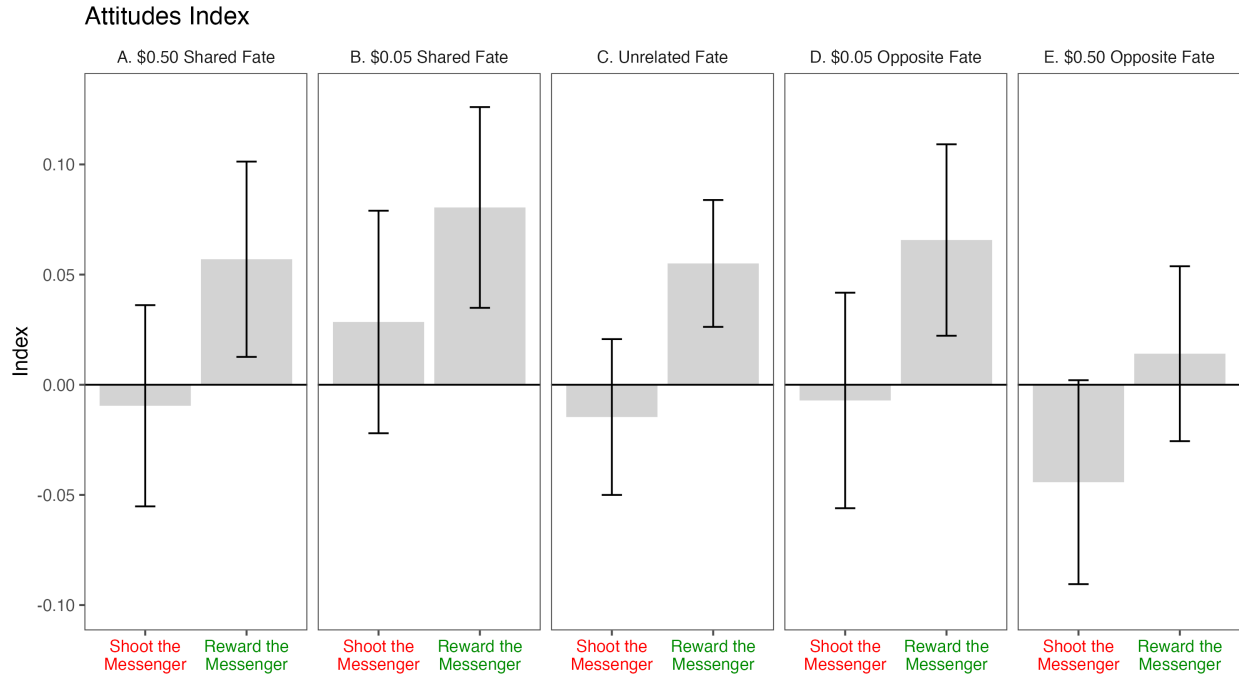 Attitudes Index
A. $0.50 Shared Fate
B. $0.05 Shared Fate
C. Unrelated Fate
D. $0.05 Opposite Fate
E. $0.50 Opposite Fate
Index
0.10
0.05
0.00
-0.05
-0.10
Shoot the
Messenger
Reward the
Messenger
Shoot the
Messenger
Reward the
Messenger
Shoot the
Messenger
Reward the
Messenger
Shoot the
Messenger
Reward the
Messenger
Shoot the
Messenger
Reward the
Messenger